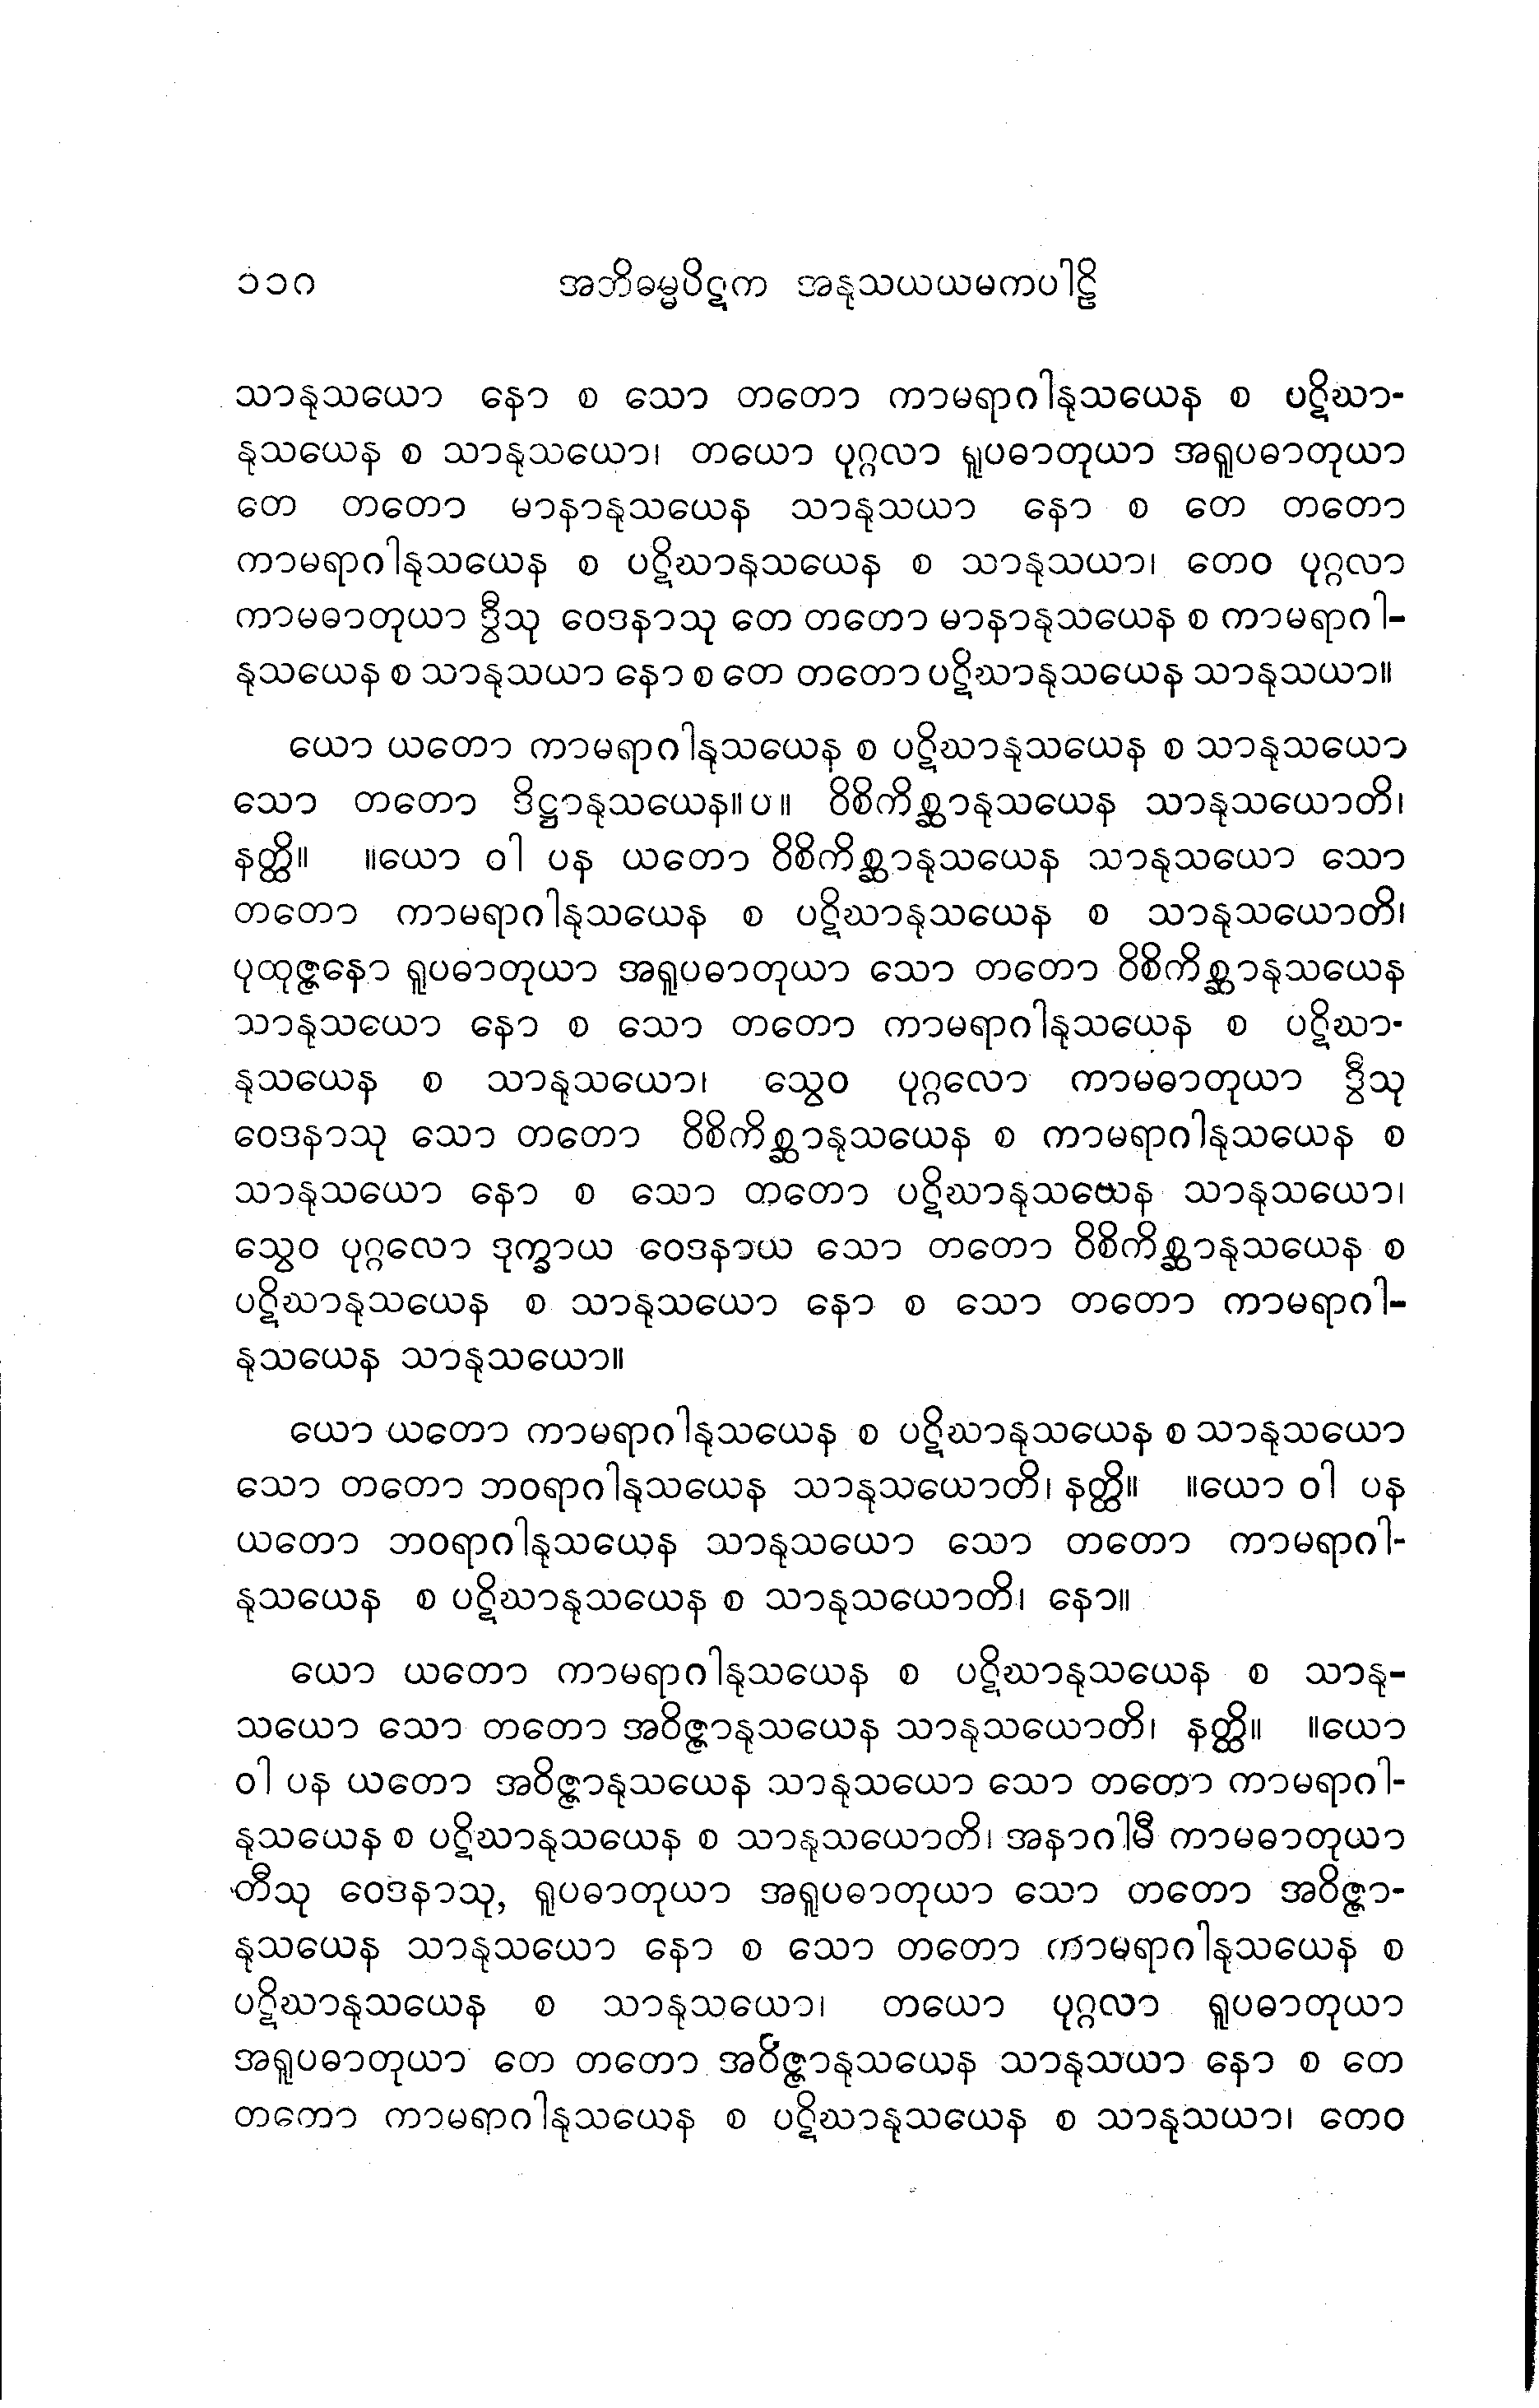 ၁၁၈ အဘိဓမ္မပိဋက အနုသယယမကပါဠိ
သာနုသယော နော စ သော တတော ကာမရာဂါနုသယေန စ ပဋိဃာ-
နုသယေန စ သာနုသယော၊ တယော ပုဂ္ဂလာ ရူပဓာတုယာ အရူပဓာတုယာ
တေ တတော မာနာနုသယေန သာနုသယာ နော စ တေ တတော
ကာမရာဂါနုသယေန စ ပဋိဃာနုသယေန စ သာနုသယာ၊ တေဝ ပုဂ္ဂလာ
ကာမဓာတုယာ ဒွီသု ဝေဒနာသု တေ တတော မာနာနုသယေန စ ကာမရာဂါ-
နုသယေန စ သာနုသယာ နော စ တေ တတော ပဋိဃာနုသယေန သာနုသယာ။
ယော ယတော ကာမရာဂါနုသယေန စ ပဋိဃာနုသယေန စ သာနုသယော
သော တတော ဒိဋ္ဌာနုသယေန။ပ။ ဝိစိကိစ္ဆာနုသယေန သာနုသယောတိ၊
နတ္ထိ။ ။ယော ဝါ ပန ယတော ဝိစိကိစ္ဆာနုသယေန သာနုသယော သော
တတော ကာမရာဂါနုသယေန စ ပဋိဃာနုသယေန စ သာနုသယောတိ၊
ပုထုဇ္ဇနော ရူပဓာတုယာ အရူပဓာတုယာ သော တတော ဝိစိကိစ္ဆာနုသယေန
သာနုသယော နော စ သော တတော ကာမရာဂါနုသယေန စ ပဋိဃာ-
နုသယေန စ သာနုသယော၊ သွေဝ ပုဂ္ဂလော ကာမဓာတုယာ ဒွီသု
ဝေဒနာသု သော တတော ဝိစိကိစ္ဆာနုသယေန စ ကာမရာဂါနုသယေန စ
သာနုသယော နော စ သော တတော ပဋိဃာနုသယေန သာနုသယော၊
သွေဝ ပုဂ္ဂလော ဒုက္ခာယ ဝေဒနာယ သော တတော ဝိစိကိစ္ဆာနုသယေန စ
ပဋိဃာနုသယေန စ သာနုသယော နော စ သော တတော ကာမရာဂါ-
နုသယေန သာနုသယော။
ယော ယတော ကာမရာဂါနုသယေန စ ပဋိဃာနုသယေန စ သာနုသယော
သော တတော ဘဝရာဂါနုသယေန သာနုသယောတိ၊ နတ္ထိ။ ။ယော ဝါ ပန
ယတော ဘဝရာဂါနုသယေန သာနုသယော သော တတော ကာမရာဂါ-
နုသယေန စ ပဋိဃာနုသယေန စ သာနုသယောတိ၊ နော။
ယော ယတော ကာမရာဂါနုသယေန စ ပဋိဃာနုသယေန စ သာနု-
သယော သော တတော အဝိဇ္ဇာနုသယေန သာနုသယောတိ၊ နတ္ထိ။ ။ယော
ဝါ ပန ယတော အဝိဇ္ဇာနုသယေန သာနုသယော သော တတော ကာမရာဂါ-
နုသယေန စ ပဋိဃာနုသယေန စ သာနုသယောတိ၊ အနာဂါမီ ကာမဓာတုယာ
တီသု ဝေဒနာသု, ရူပဓာတုယာ အရူပဓာတုယာ သော တတော အဝိဇ္ဇာ-
နုသယေန သာနုသယော နော စ သော တတော ကာမရာဂါနုသယေန စ
ပဋိဃာနုသယေန စ သာနုသယော၊ တယော ပုဂ္ဂလာ ရူပဓာတုယာ
အရူပဓာတုယာ တေ တတော အဝိဇ္ဇာနုသယေန သာနုသယာ နော စ တေ
တတော ကာမရာဂါနုသယေန စ ပဋိဃာနုသယေန စ သာနုသယာ၊ တေဝ